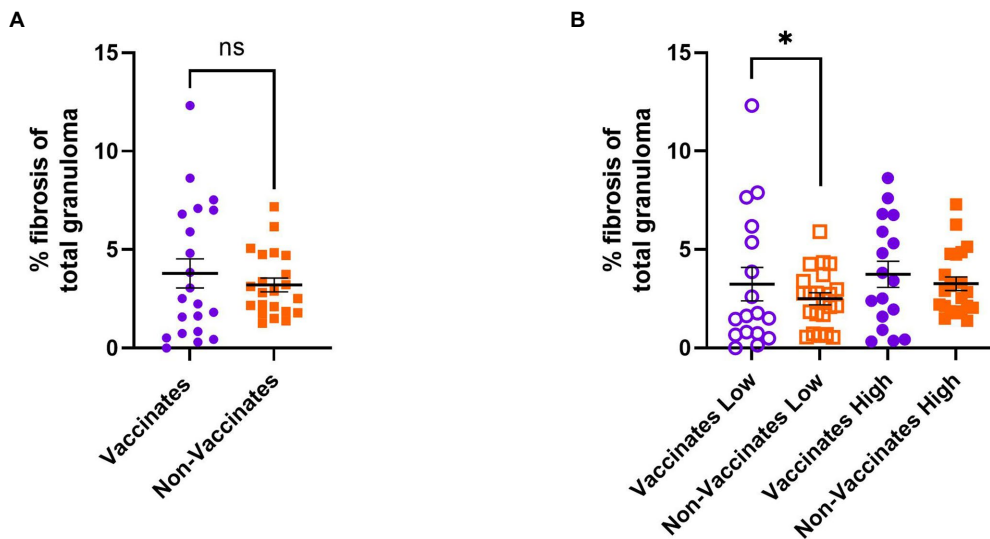 A
% fibrosis of
total granuloma
15
10
5
0
ns
Vaccinates
Non-Vaccinates
B
% fibrosis of
total granuloma
15
10
5
0
*
Vaccinates Low
Non-Vaccinates Low
Vaccinates High
Non-Vaccinates High